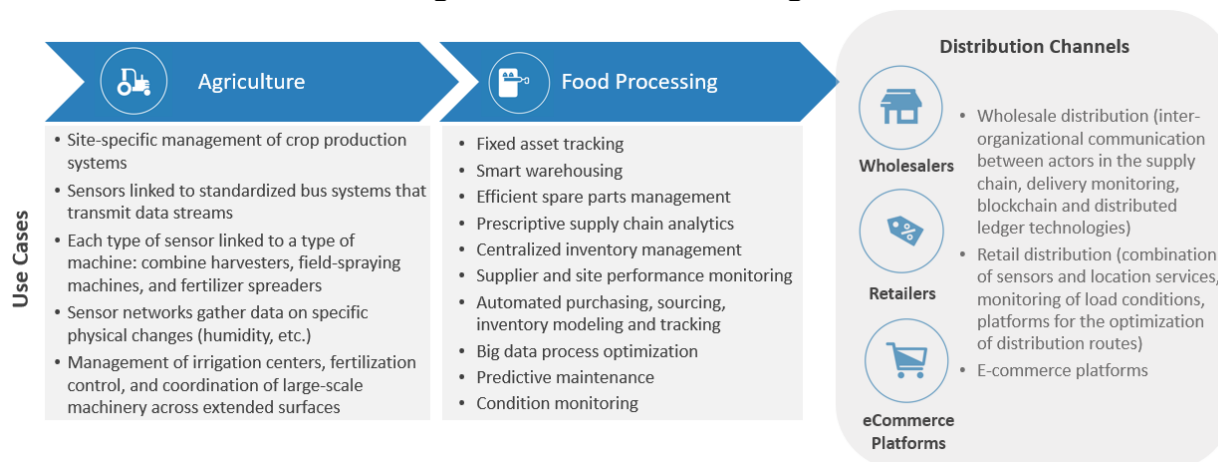 Agriculture
Food Processing
Distribution Channels
Use Cases
• Site-specific management of crop production
systems
• Sensors linked to standardized bus systems that
transmit data streams
• Each type of sensor linked to a type of
machine: combine harvesters, field-spraying
machines, and fertilizer spreaders
• Sensor networks gather data on specific
physical changes (humidity, etc.)
• Management of irrigation centers, fertilization
control, and coordination of large-scale
machinery across extended surfaces
• Fixed asset tracking
• Smart warehousing
• Efficient spare parts management
• Prescriptive supply chain analytics
• Centralized inventory management
• Supplier and site performance monitoring
• Automated purchasing, sourcing,
inventory modeling and tracking
• Big data process optimization
• Predictive maintenance
• Condition monitoring
Wholesalers
Retailers
eCommerce
Platforms
• Wholesale distribution (inter-
organizational communication
between actors in the supply
chain, delivery monitoring,
blockchain and distributed
ledger technologies)
• Retail distribution (combination
of sensors and location services,
monitoring of load conditions,
platforms for the optimization
of distribution routes)
• E-commerce platforms